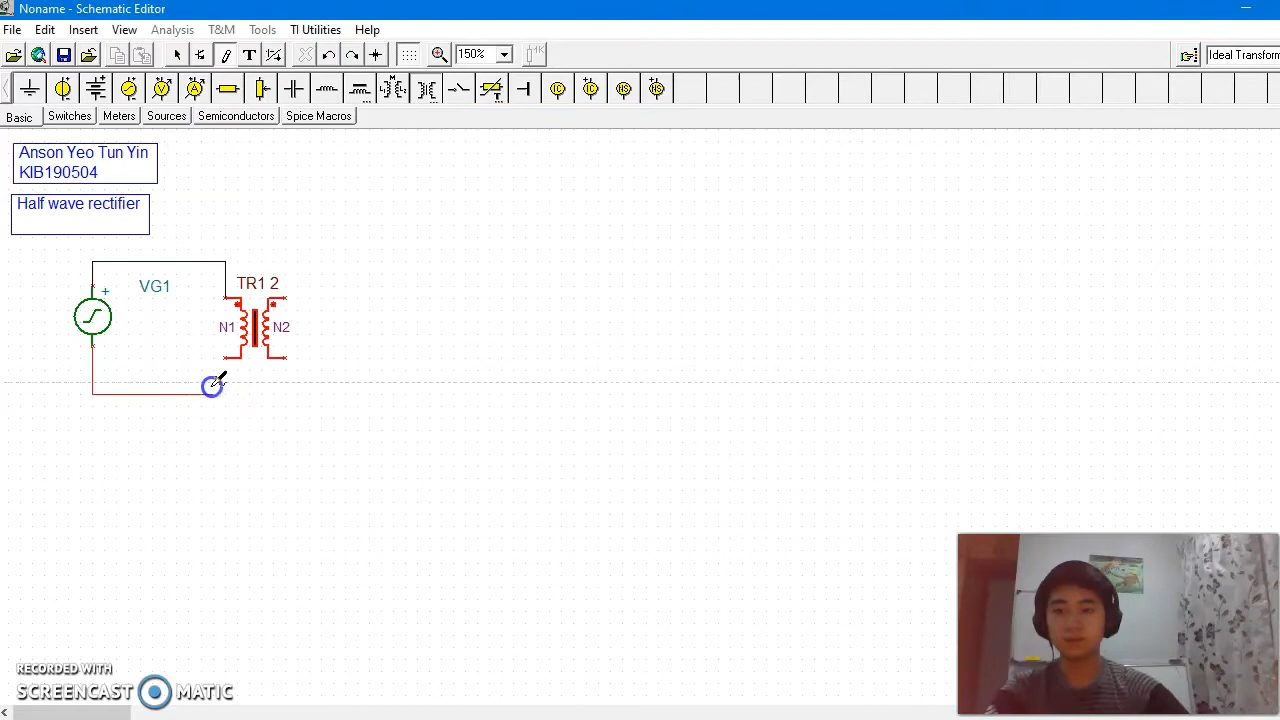 Noname - Schematic Editor
File Edit Insert View Analysis T&M Tools TI Utilities Help
150% Ideal Transform
Basic Switches Meters Sources Semiconductors Spice Macros
Anson Yeo Tun Yin
KIB190504
Half wave rectifier
VG1
+
TR1 2
N1
N2
RECORDED WITH
SCREENCAST MATIC